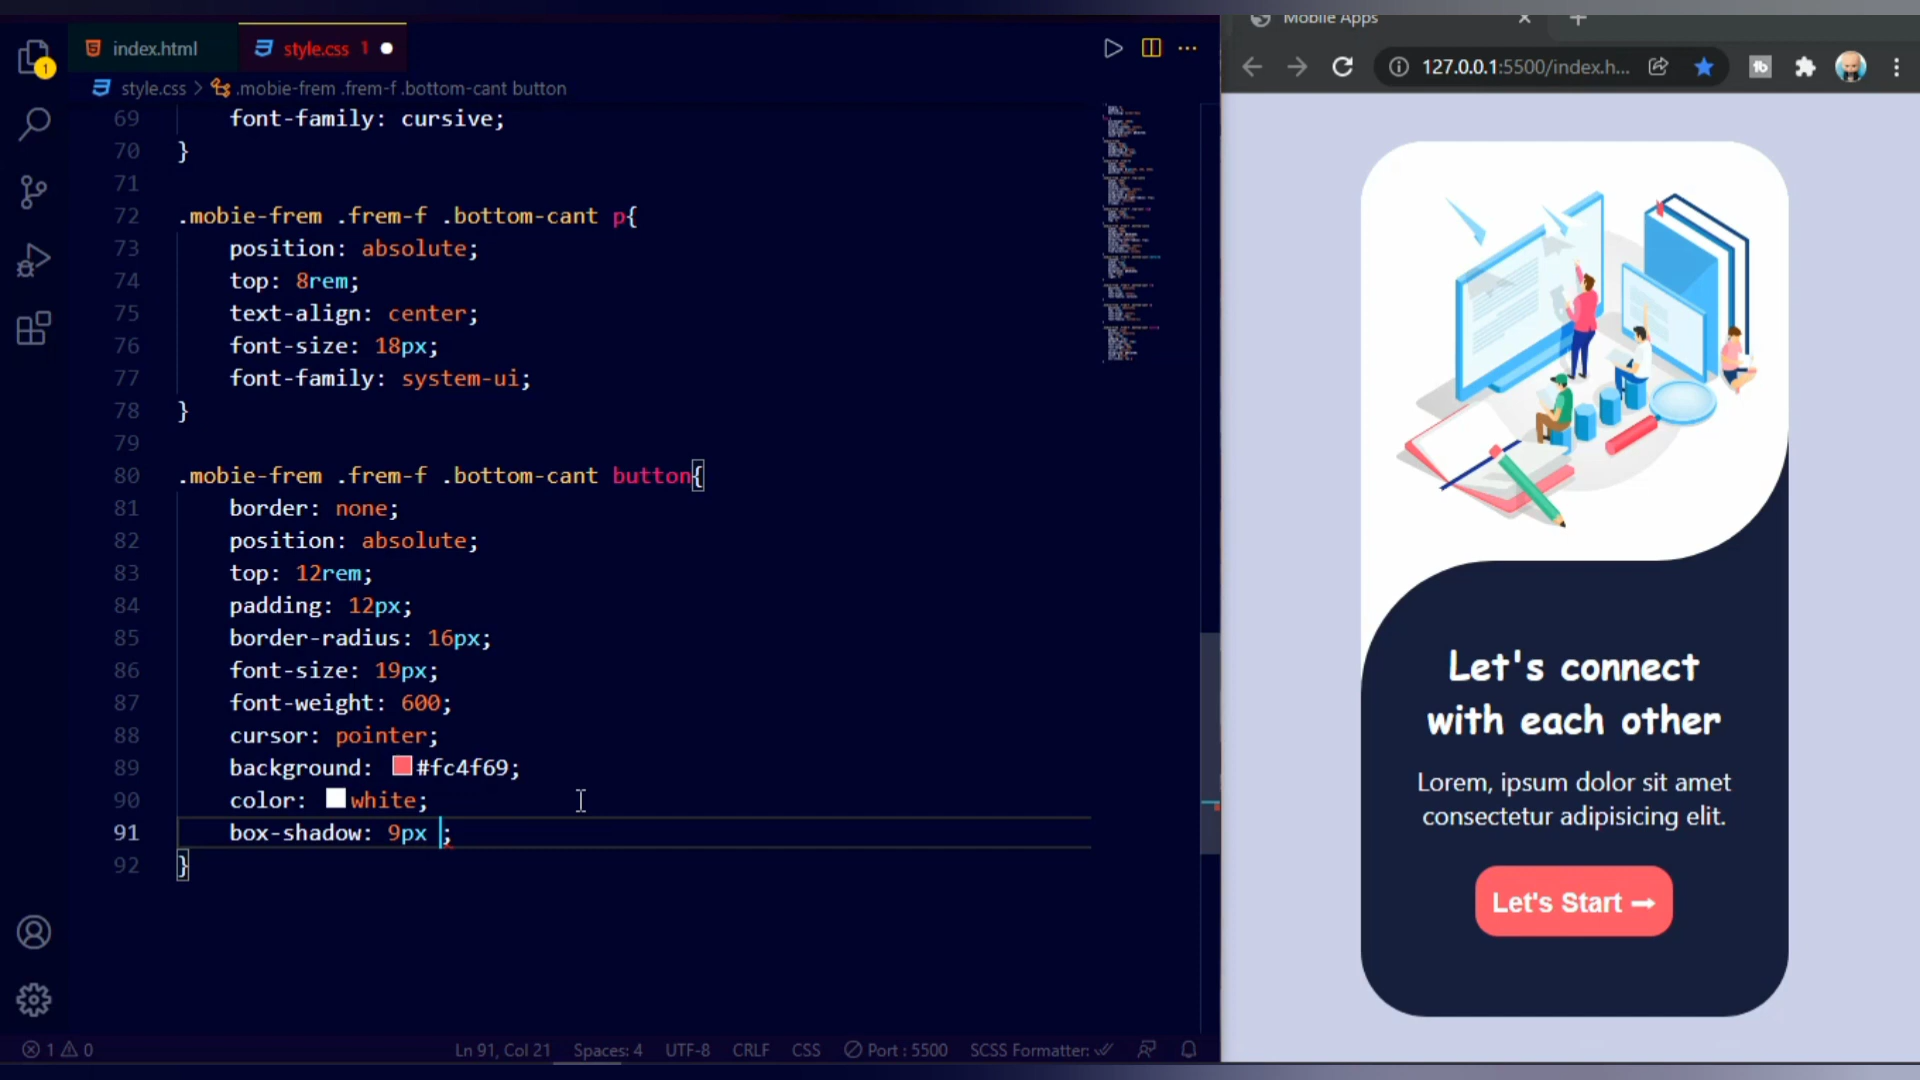 index.html
style.css 1
Mobile Apps
127.0.0.1:5500/index.h...
style.css > .mobie-frem .frem-f .bottom-cant button
69 font-family: cursive;
70 }
71
72 .mobie-frem .frem-f .bottom-cant p{
73 position: absolute;
74 top: 8rem;
75 text-align: center;
76 font-size: 18px;
77 font-family: system-ui;
78 }
79
80 .mobie-frem .frem-f .bottom-cant button{
81 border: none;
82 position: absolute;
83 top: 12rem;
84 padding: 12px;
85 border-radius: 16px;
86 font-size: 19px;
87 font-weight: 600;
88 cursor: pointer;
89 background: #fc4f69;
90 color: white;
91 box-shadow: 9px ;
92 }
1
Let's connect
with each other
Lorem, ipsum dolor sit amet
consectetur adipisicing elit.
Let's Start ➞
1 0
Ln 91, Col 21
Spaces: 4
UTF-8
CRLF
CSS
Port : 5500
SCSS Formatter: